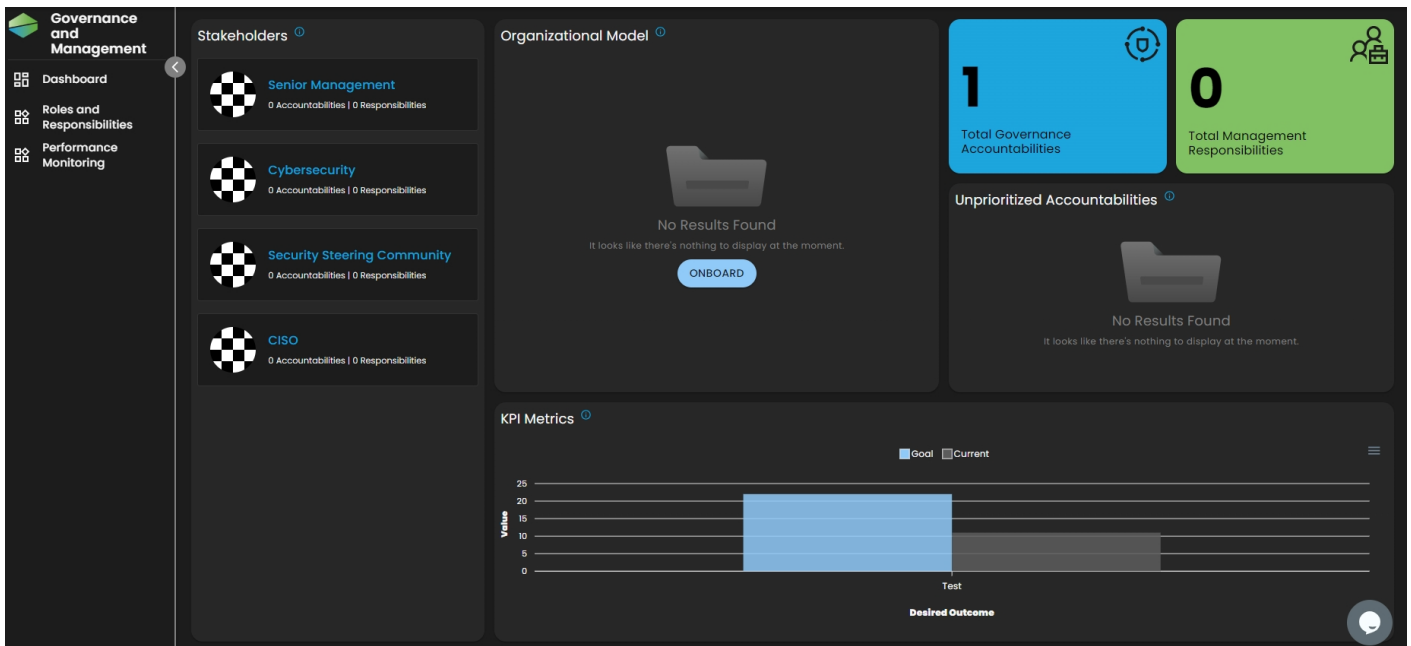 Governance
and
Management
Dashboard
Roles and
Responsibilities
Performance
Monitoring
Stakeholders
Senior Management
0 Accountabilities | 0 Responsibilities
Cybersecurity
0 Accountabilities | 0 Responsibilities
Security Steering Community
0 Accountabilities | 0 Responsibilities
CISO
0 Accountabilities | 0 Responsibilities
Organizational Model
No Results Found
It looks like there's nothing to display at the moment.
ONBOARD
1
Total Governance
Accountabilities
0
Total Management
Responsibilities
Unprioritized Accountabilities
No Results Found
It looks like there's nothing to display at the moment.
KPI Metrics
Goal Current
25
20
15
10
5
0
Value
Test
Desired Outcome